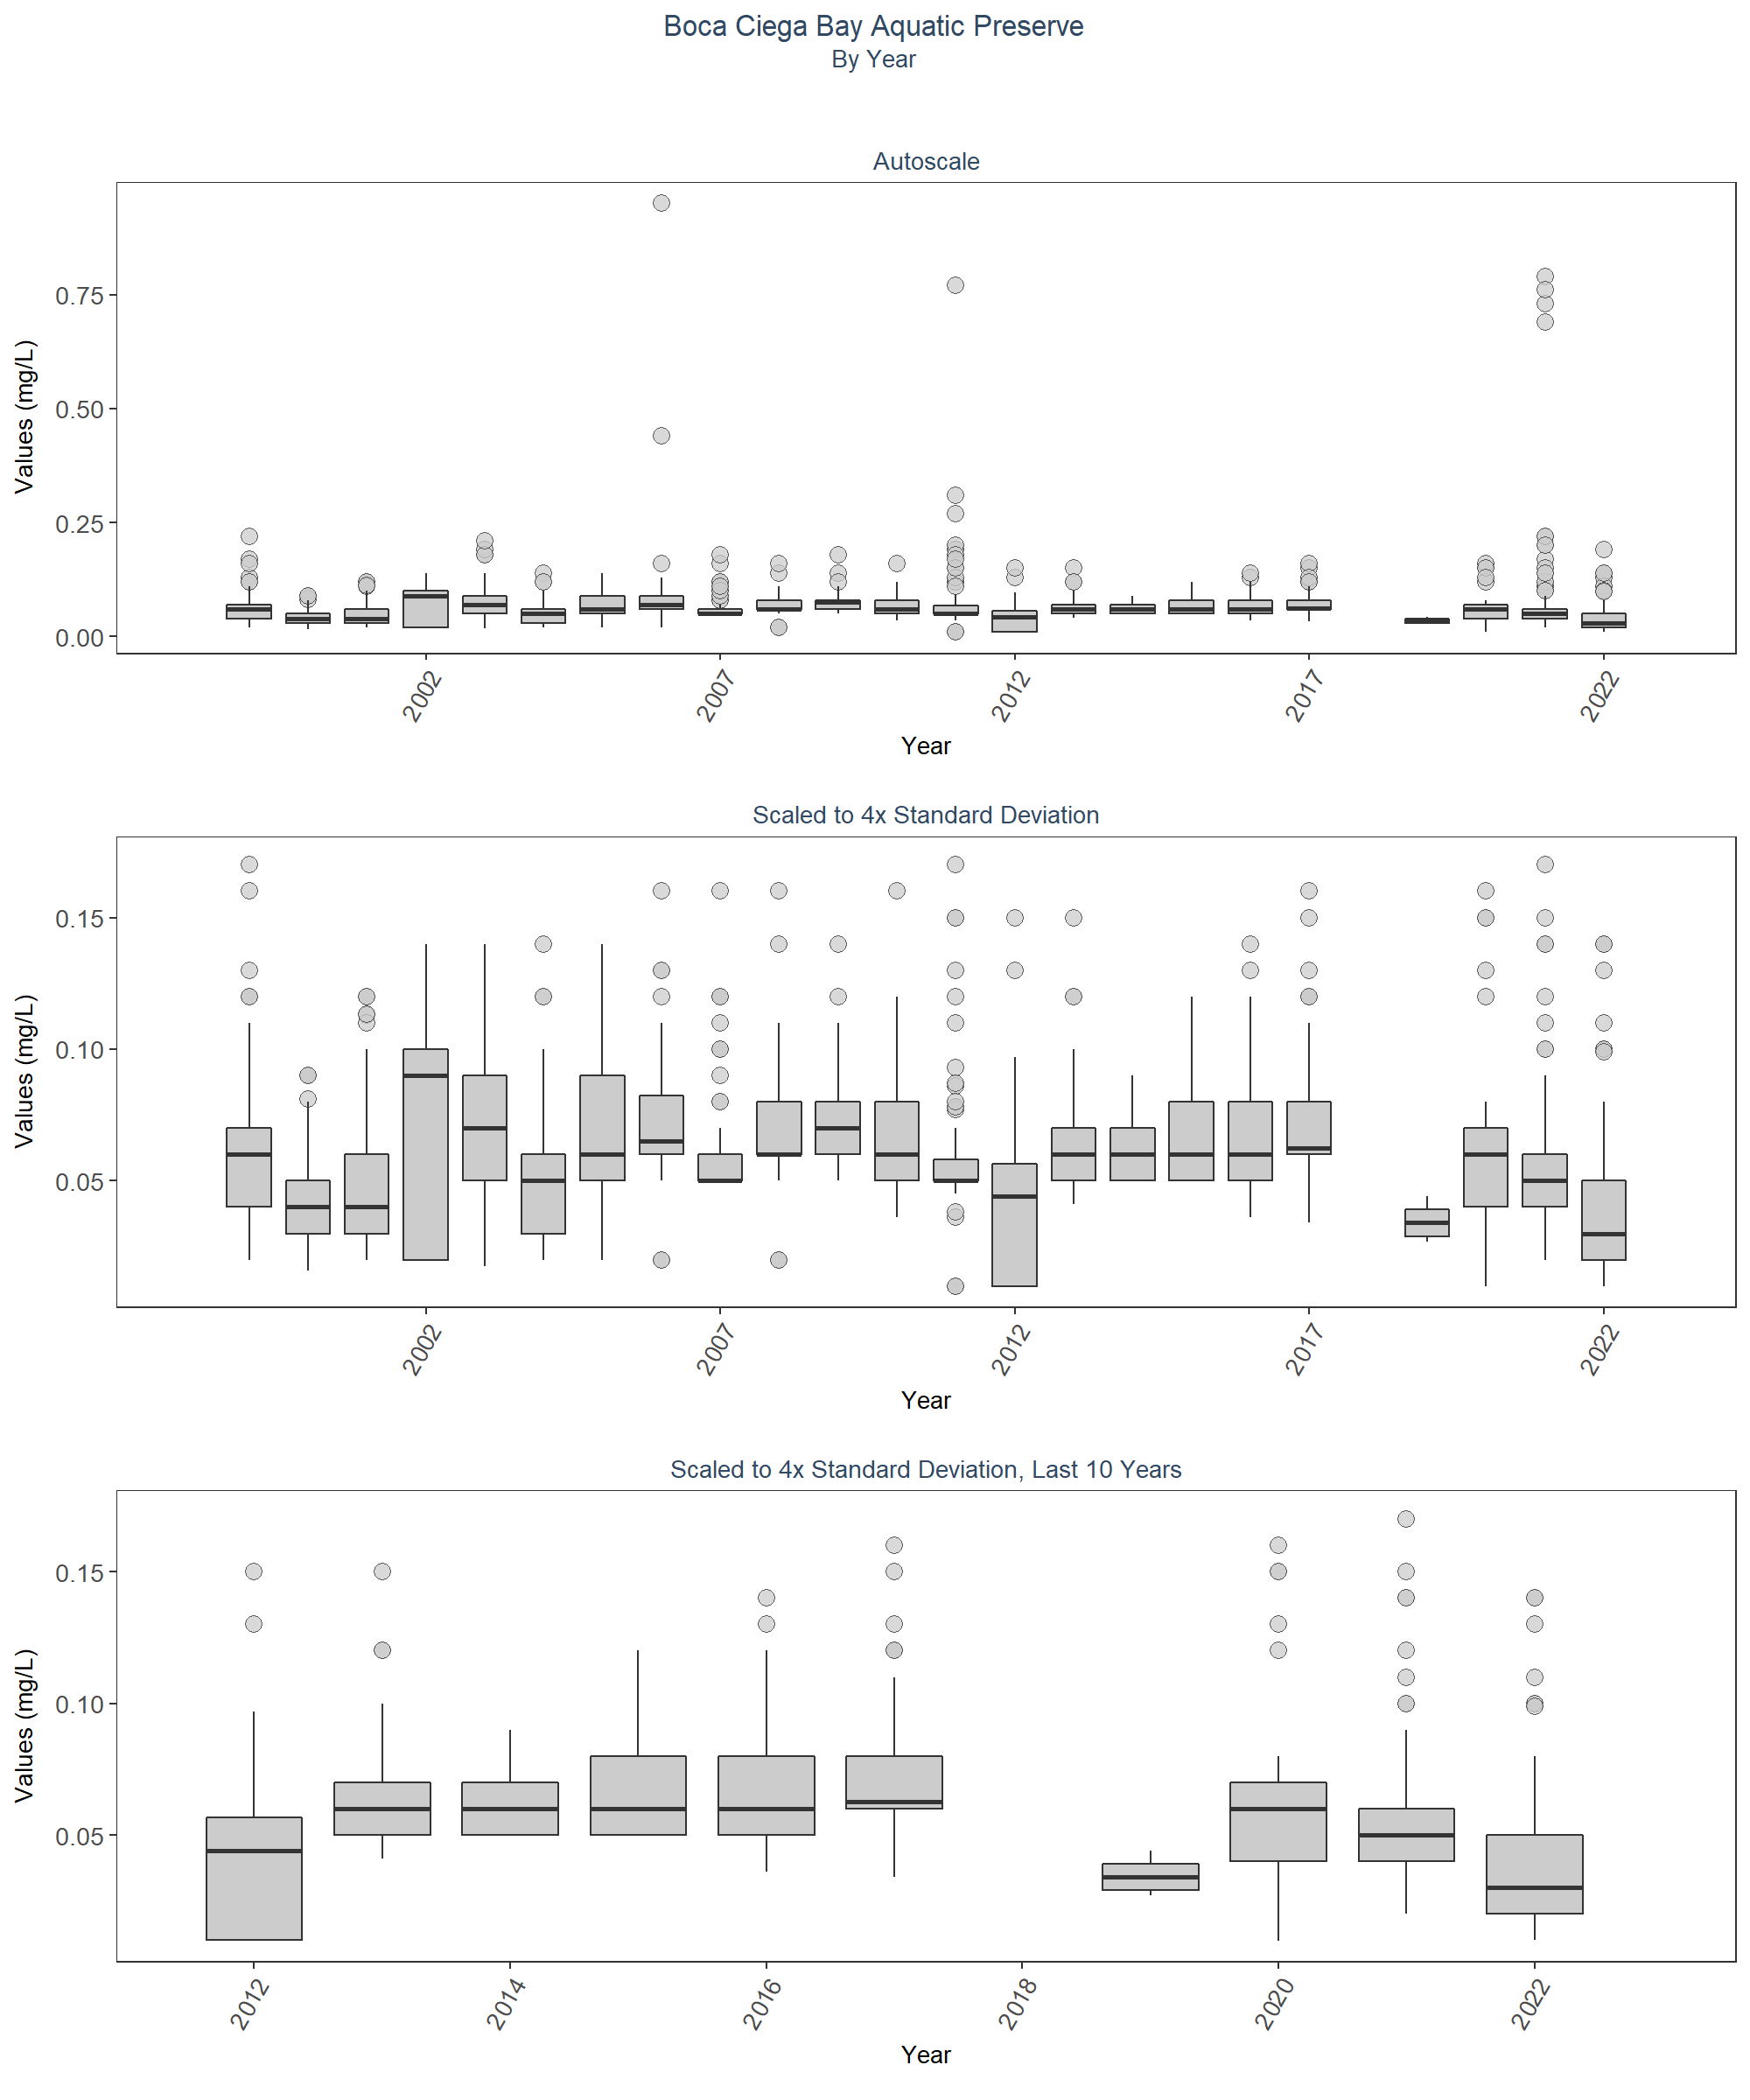 Boca Ciega Bay Aquatic Preserve
By Year
Autoscale
Values (mg/L)
0.75
0.50
0.25
0.00
2002
2007
2012
2017
2022
Year
Scaled to 4x Standard Deviation
Values (mg/L)
0.15
0.10
0.05
2002
2007
2012
2017
2022
Year
Scaled to 4x Standard Deviation, Last 10 Years
Values (mg/L)
0.15
0.10
0.05
2012
2014
2016
2018
2020
2022
Year